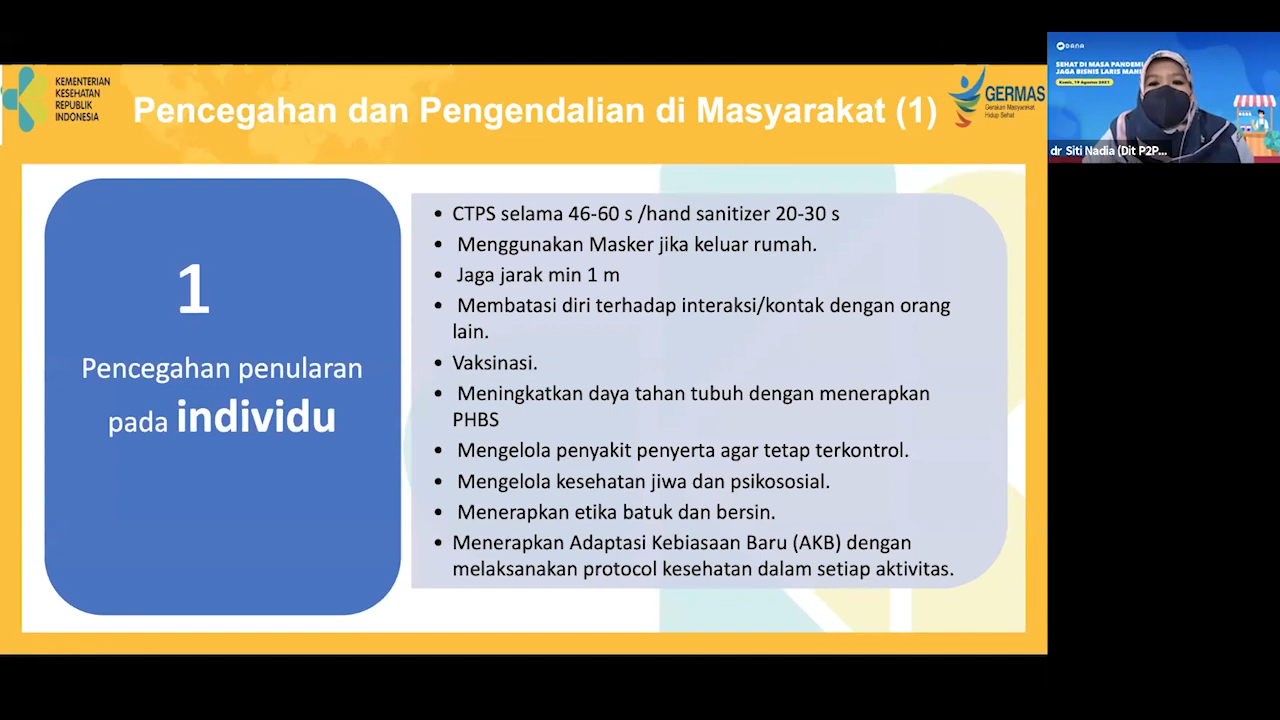 KEMENTERIAN
KESEHATAN
REPUBLIK
INDONESIA
Pencegahan dan Pengendalian di Masyarakat (1)
GERMAS
Gerakan Masyarakat
Hidup Sehat
1
Pencegahan penularan
pada individu
• CTPS selama 46-60 s /hand sanitizer 20-30 s
• Menggunakan Masker jika keluar rumah.
• Jaga jarak min 1 m
• Membatasi diri terhadap interaksi/kontak dengan orang
lain.
• Vaksinasi.
• Meningkatkan daya tahan tubuh dengan menerapkan
PHBS
• Mengelola penyakit penyerta agar tetap terkontrol.
• Mengelola kesehatan jiwa dan psikososial.
• Menerapkan etika batuk dan bersin.
• Menerapkan Adaptasi Kebiasaan Baru (AKB) dengan
melaksanakan protocol kesehatan dalam setiap aktivitas.
DANA
SEHAT DI MASA PANDEMI
JAGA BISNIS LARIS MANI
Kamis, 19 Agustus 2021
dr Siti Nadia (Dit P2P...